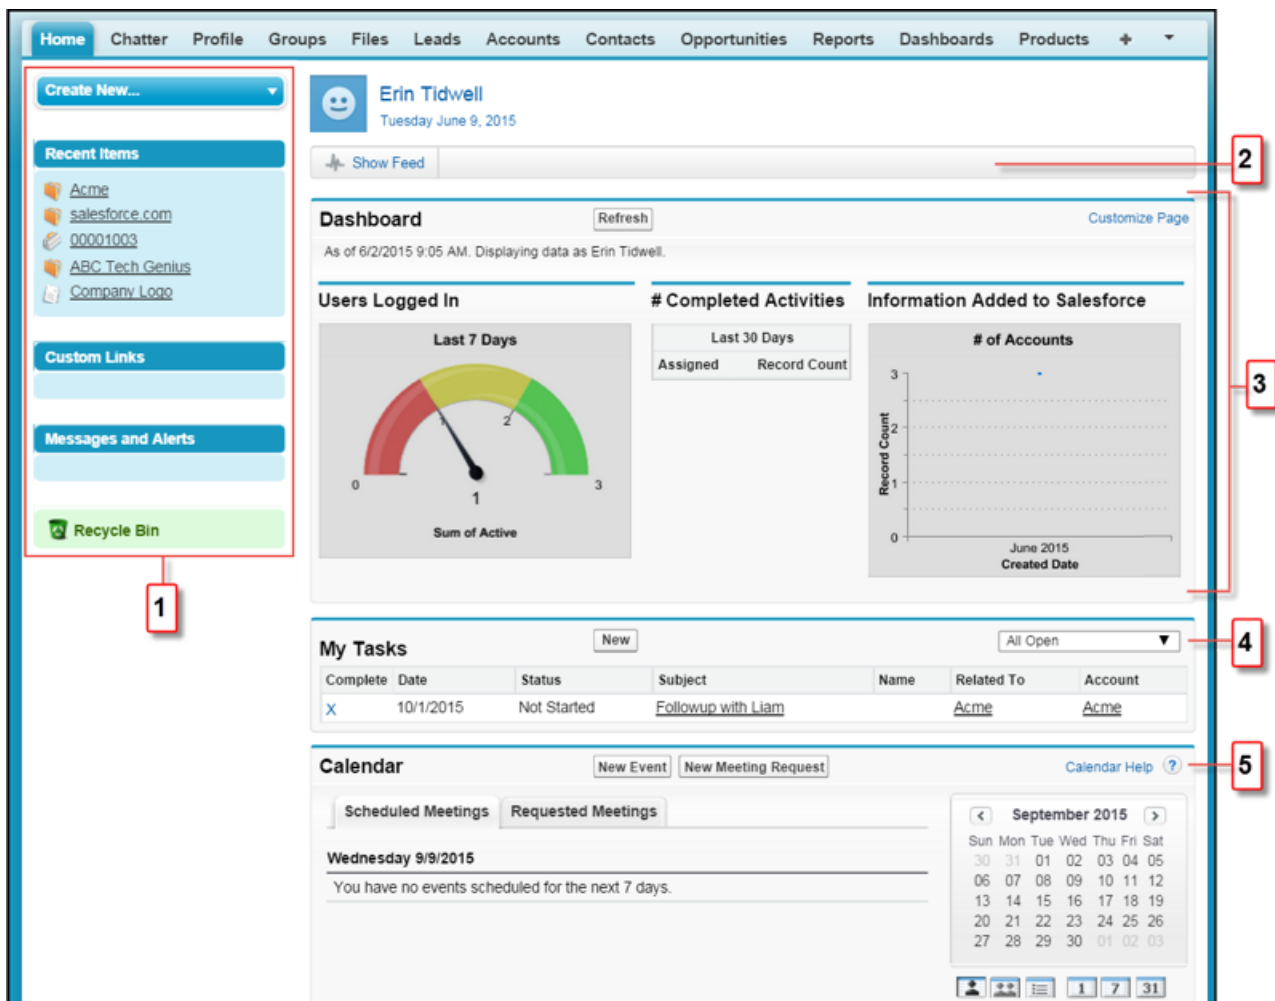 Home Chatter Profile Groups Files Leads Accounts Contacts Opportunities Reports Dashboards Products +
Create New...
Recent Items
Acme
salesforce.com
00001003
ABC Tech Genius
Company Logo
Custom Links
Messages and Alerts
Recycle Bin
1
Erin Tidwell
Tuesday June 9, 2015
Show Feed
2
Dashboard Refresh Customize Page
As of 6/2/2015 9:05 AM. Displaying data as Erin Tidwell.
3
Users Logged In
Last 7 Days
0 1 2 3
1
Sum of Active
# Completed Activities
Last 30 Days
Assigned Record Count
Information Added to Salesforce
# of Accounts
Record Count
3
2
1
0
June 2015
Created Date
My Tasks New All Open
4
Complete Date Status Subject Name Related To Account
X 10/1/2015 Not Started Followup with Liam Acme Acme
Calendar New Event New Meeting Request Calendar Help ?
5
Scheduled Meetings Requested Meetings
Wednesday 9/9/2015
You have no events scheduled for the next 7 days.
< September 2015 >
Sun Mon Tue Wed Thu Fri Sat
30 31 01 02 03 04 05
06 07 08 09 10 11 12
13 14 15 16 17 18 19
20 21 22 23 24 25 26
27 28 29 30 01 02 03
1 7 31